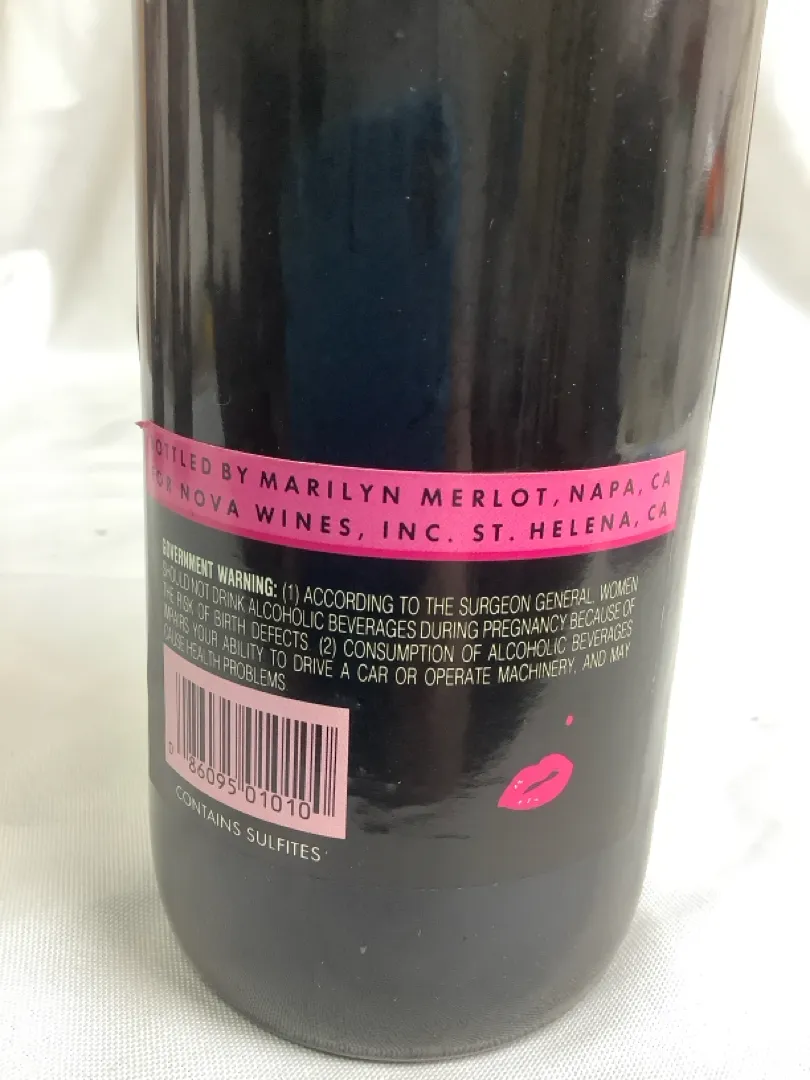 BOTTLED BY MARILYN MERLOT, NAPA, CA
FOR NOVA WINES, INC. ST. HELENA, CA
GOVERNMENT WARNING: (1) ACCORDING TO THE SURGEON GENERAL, WOMEN
SHOULD NOT DRINK ALCOHOLIC BEVERAGES DURING PREGNANCY BECAUSE OF
THE RISK OF BIRTH DEFECTS. (2) CONSUMPTION OF ALCOHOLIC BEVERAGES
IMPAIRS YOUR ABILITY TO DRIVE A CAR OR OPERATE MACHINERY, AND MAY
CAUSE HEALTH PROBLEMS.
0 86095 01010
CONTAINS SULFITES